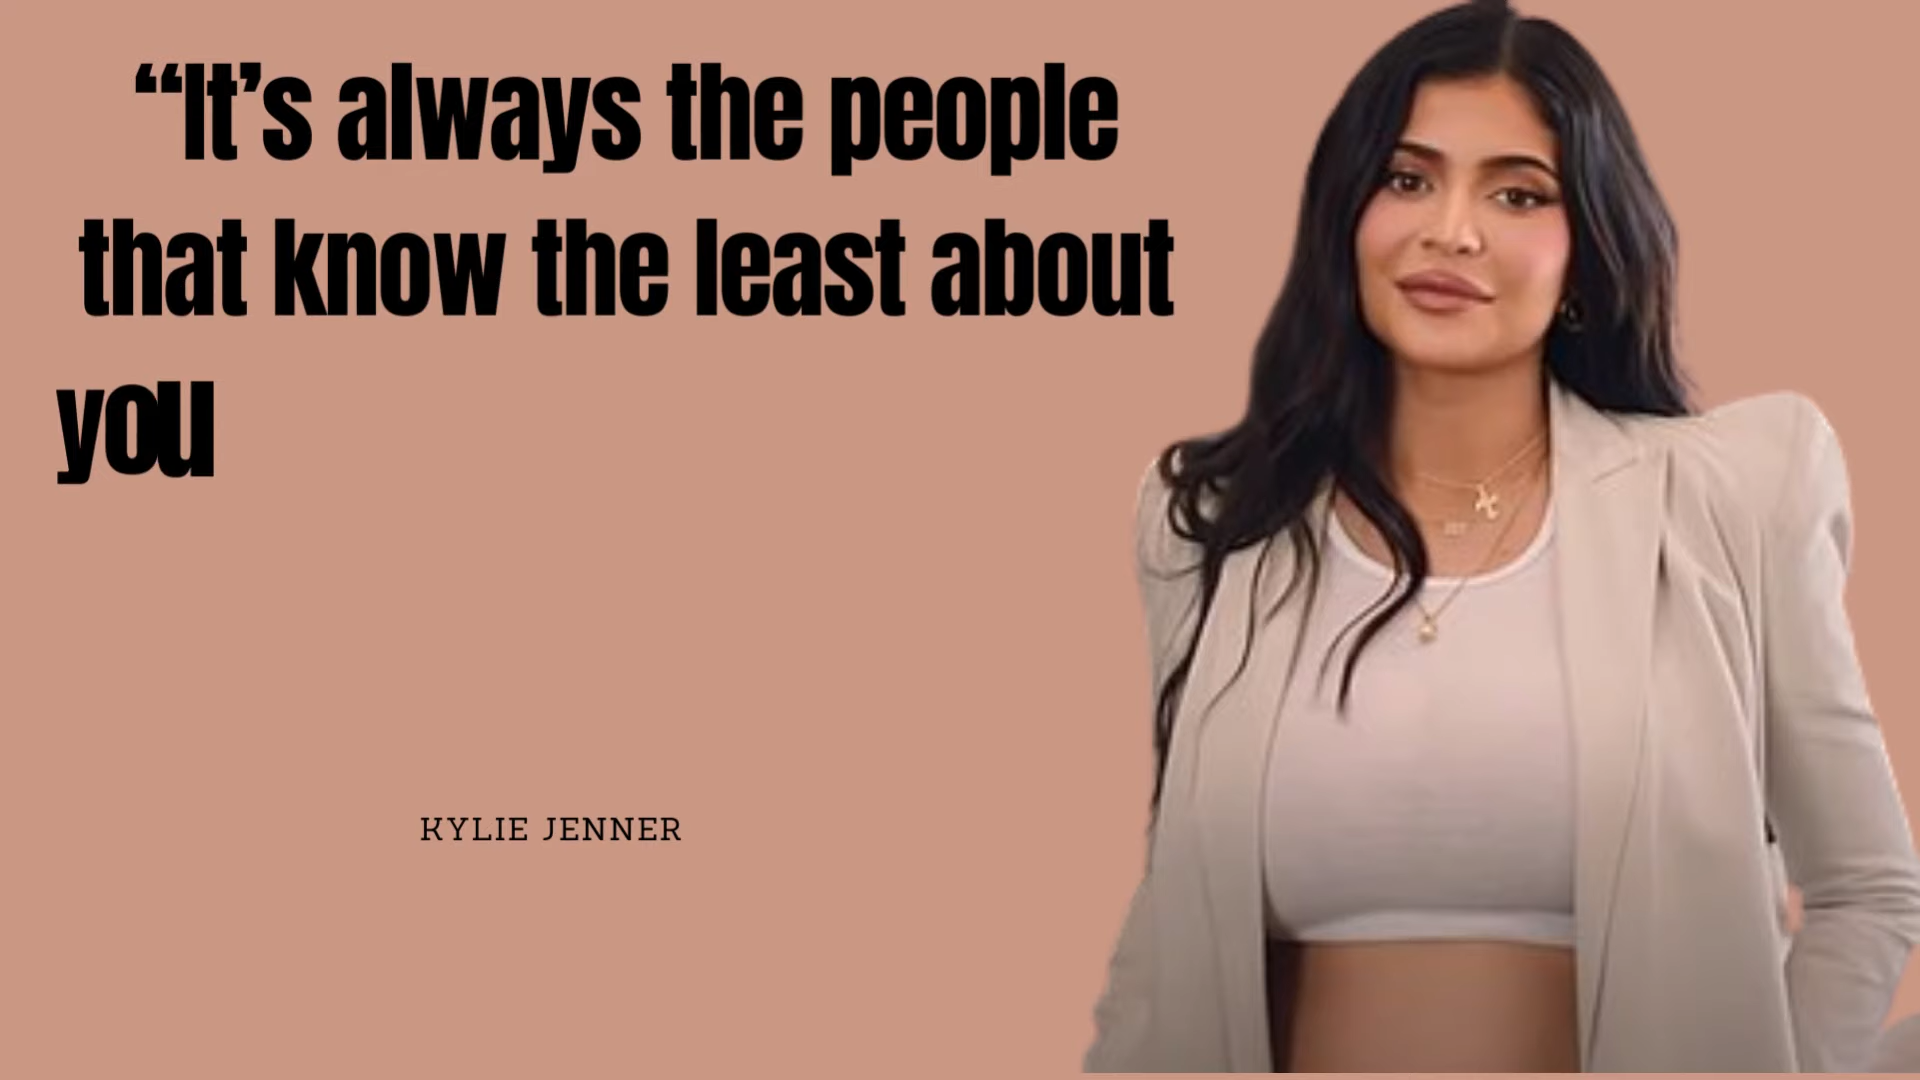 “It’s always the people
that know the least about
you
KYLIE JENNER